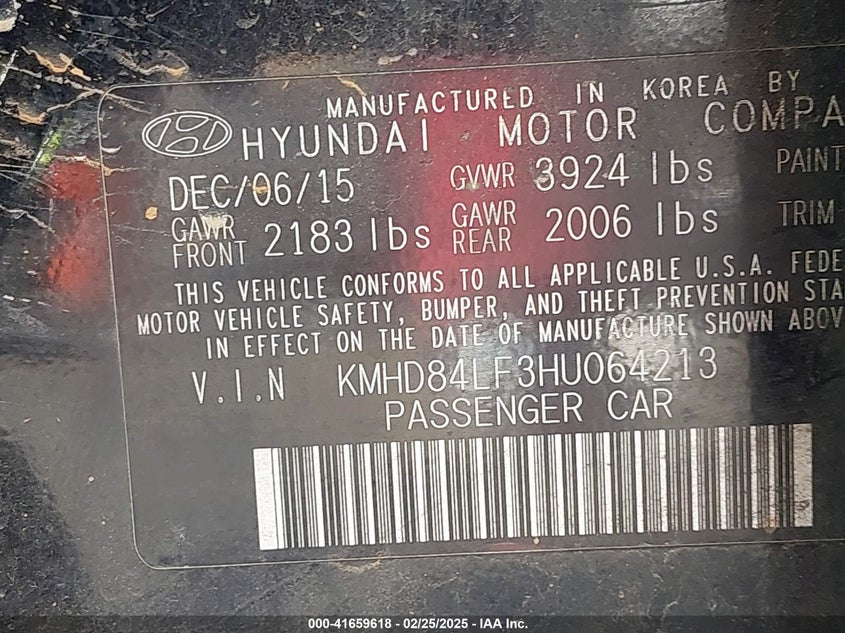 MANUFACTURED IN KOREA BY
HYUNDAI MOTOR COMPA
DEC/06/15 GVWR 3924 lbs PAINT
GAWR FRONT 2183 lbs GAWR REAR 2006 lbs TRIM
THIS VEHICLE CONFORMS TO ALL APPLICABLE U.S.A. FEDE
MOTOR VEHICLE SAFETY, BUMPER, AND THEFT PREVENTION STA
IN EFFECT ON THE DATE OF MANUFACTURE SHOWN ABOV
V.I.N KMHD84LF3HU064213
PASSENGER CAR
000-41659618 - 02/25/2025 - IAA Inc.